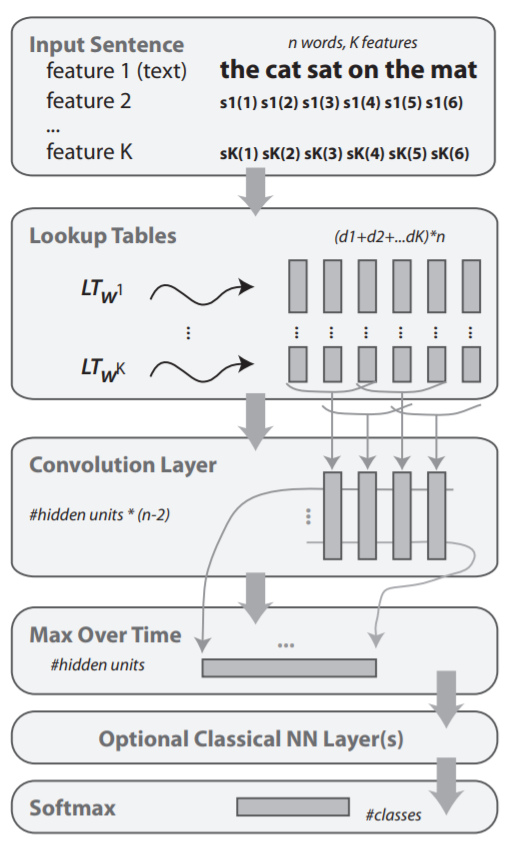 Input Sentence
n words, K features
feature 1 (text) the cat sat on the mat
feature 2 s1(1) s1(2) s1(3) s1(4) s1(5) s1(6)
...
feature K sK(1) sK(2) sK(3) sK(4) sK(5) sK(6)
Lookup Tables
(d1+d2+...dK)*n
LTw1
...
LTwK
Convolution Layer
#hidden units * (n-2)
...
Max Over Time
...
#hidden units
Optional Classical NN Layer(s)
Softmax
#classes